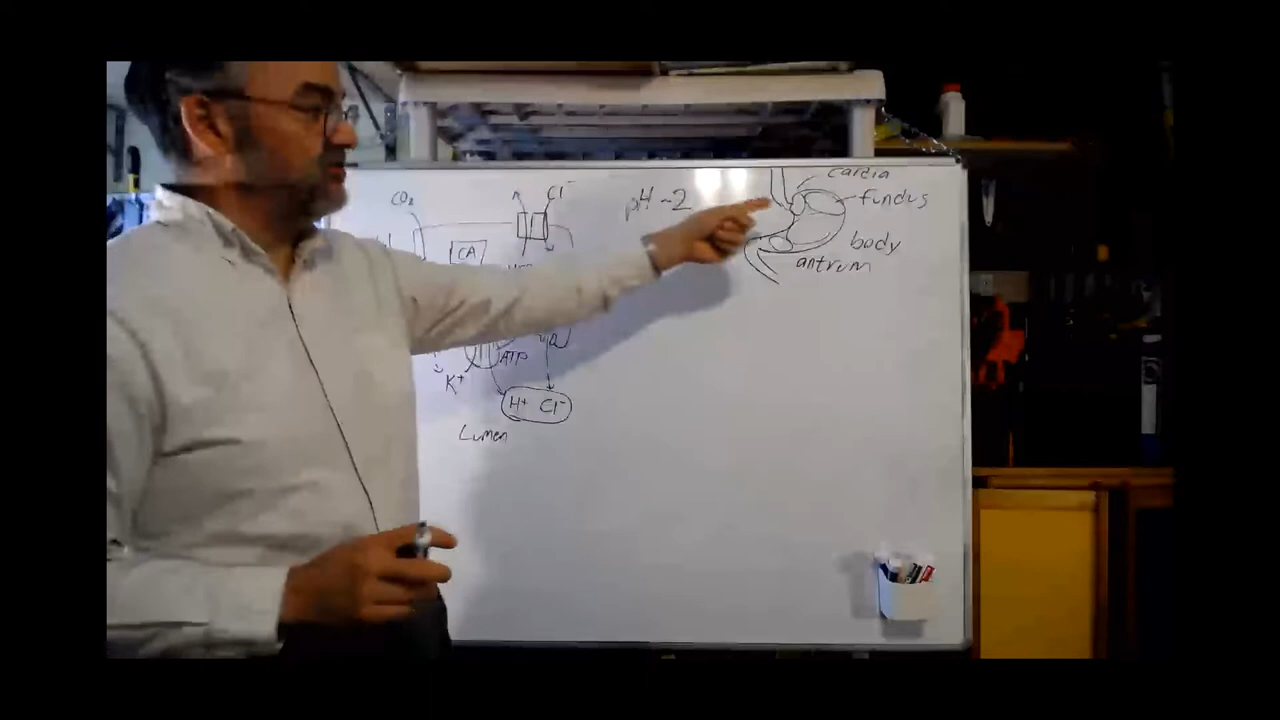 CO₂
Cl⁻
CA
ATP
K⁺
H⁺ Cl⁻
Lumen
pH ~2
cardia
fundus
body
antrum